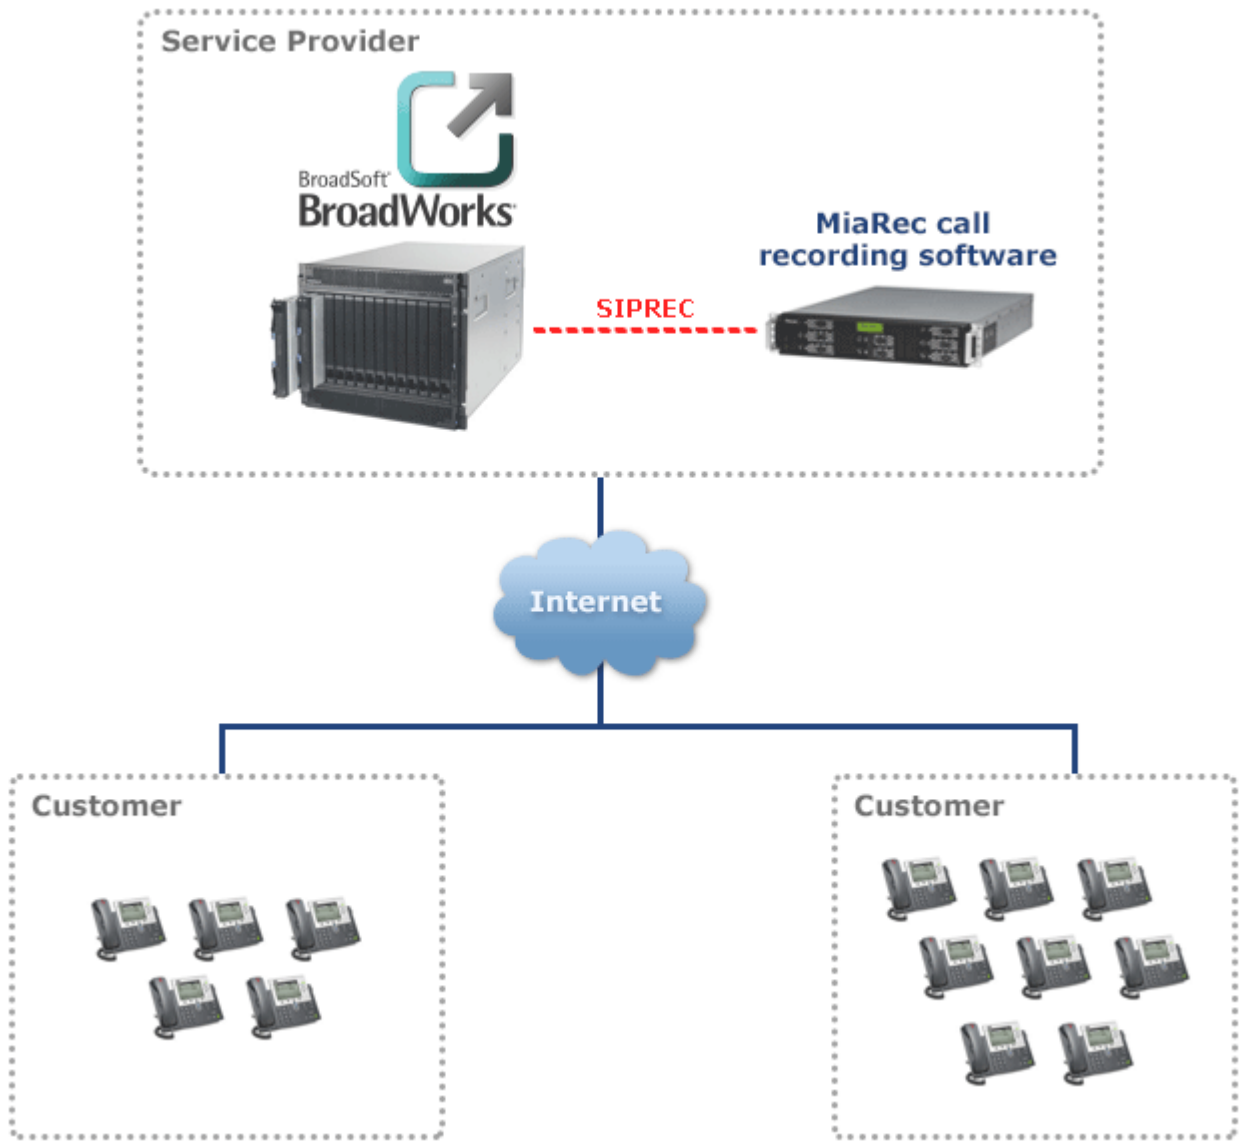 Service Provider
BroadSoft
BroadWorks
MiaRec call
recording software
SIPREC
Internet
Customer
Customer